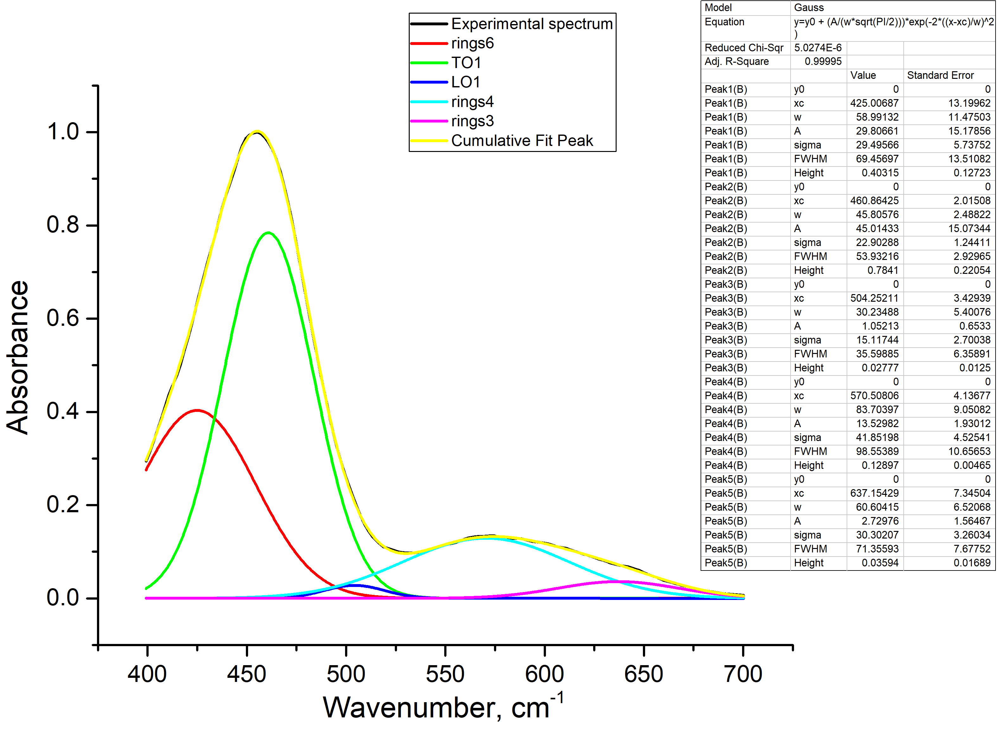 Experimental spectrum
rings6
TO1
LO1
rings4
rings3
Cumulative Fit Peak
1.0
0.8
0.6
0.4
0.2
0.0
Absorbance
400 450 500 550 600 650 700
Wavenumber, cm-1
Model Gauss
Equation y=y0 + (A/(w*sqrt(PI/2)))*exp(-2*((x-xc)/w)^2
)
Reduced Chi-Sqr 5.0274E-6
Adj. R-Square 0.99995
Value Standard Error
Peak1(B) y0 0 0
Peak1(B) xc 425.00687 13.19962
Peak1(B) w 58.99132 11.47503
Peak1(B) A 29.80661 15.17856
Peak1(B) sigma 29.49566 5.73752
Peak1(B) FWHM 69.45697 13.51082
Peak1(B) Height 0.40315 0.12723
Peak2(B) y0 0 0
Peak2(B) xc 460.86425 2.01508
Peak2(B) w 45.80576 2.48822
Peak2(B) A 45.01433 15.07344
Peak2(B) sigma 22.90288 1.24411
Peak2(B) FWHM 53.93216 2.92965
Peak2(B) Height 0.7841 0.22054
Peak3(B) y0 0 0
Peak3(B) xc 504.25211 3.42939
Peak3(B) w 30.23488 5.40076
Peak3(B) A 1.05213 0.6533
Peak3(B) sigma 15.11744 2.70038
Peak3(B) FWHM 35.59885 6.35891
Peak3(B) Height 0.02777 0.0125
Peak4(B) y0 0 0
Peak4(B) xc 570.50806 4.13677
Peak4(B) w 83.70397 9.05082
Peak4(B) A 13.52982 1.93012
Peak4(B) sigma 41.85198 4.52541
Peak4(B) FWHM 98.55389 10.65653
Peak4(B) Height 0.12897 0.00465
Peak5(B) y0 0 0
Peak5(B) xc 637.15429 7.34504
Peak5(B) w 60.60415 6.52068
Peak5(B) A 2.72976 1.56467
Peak5(B) sigma 30.30207 3.26034
Peak5(B) FWHM 71.35593 7.67752
Peak5(B) Height 0.03594 0.01689